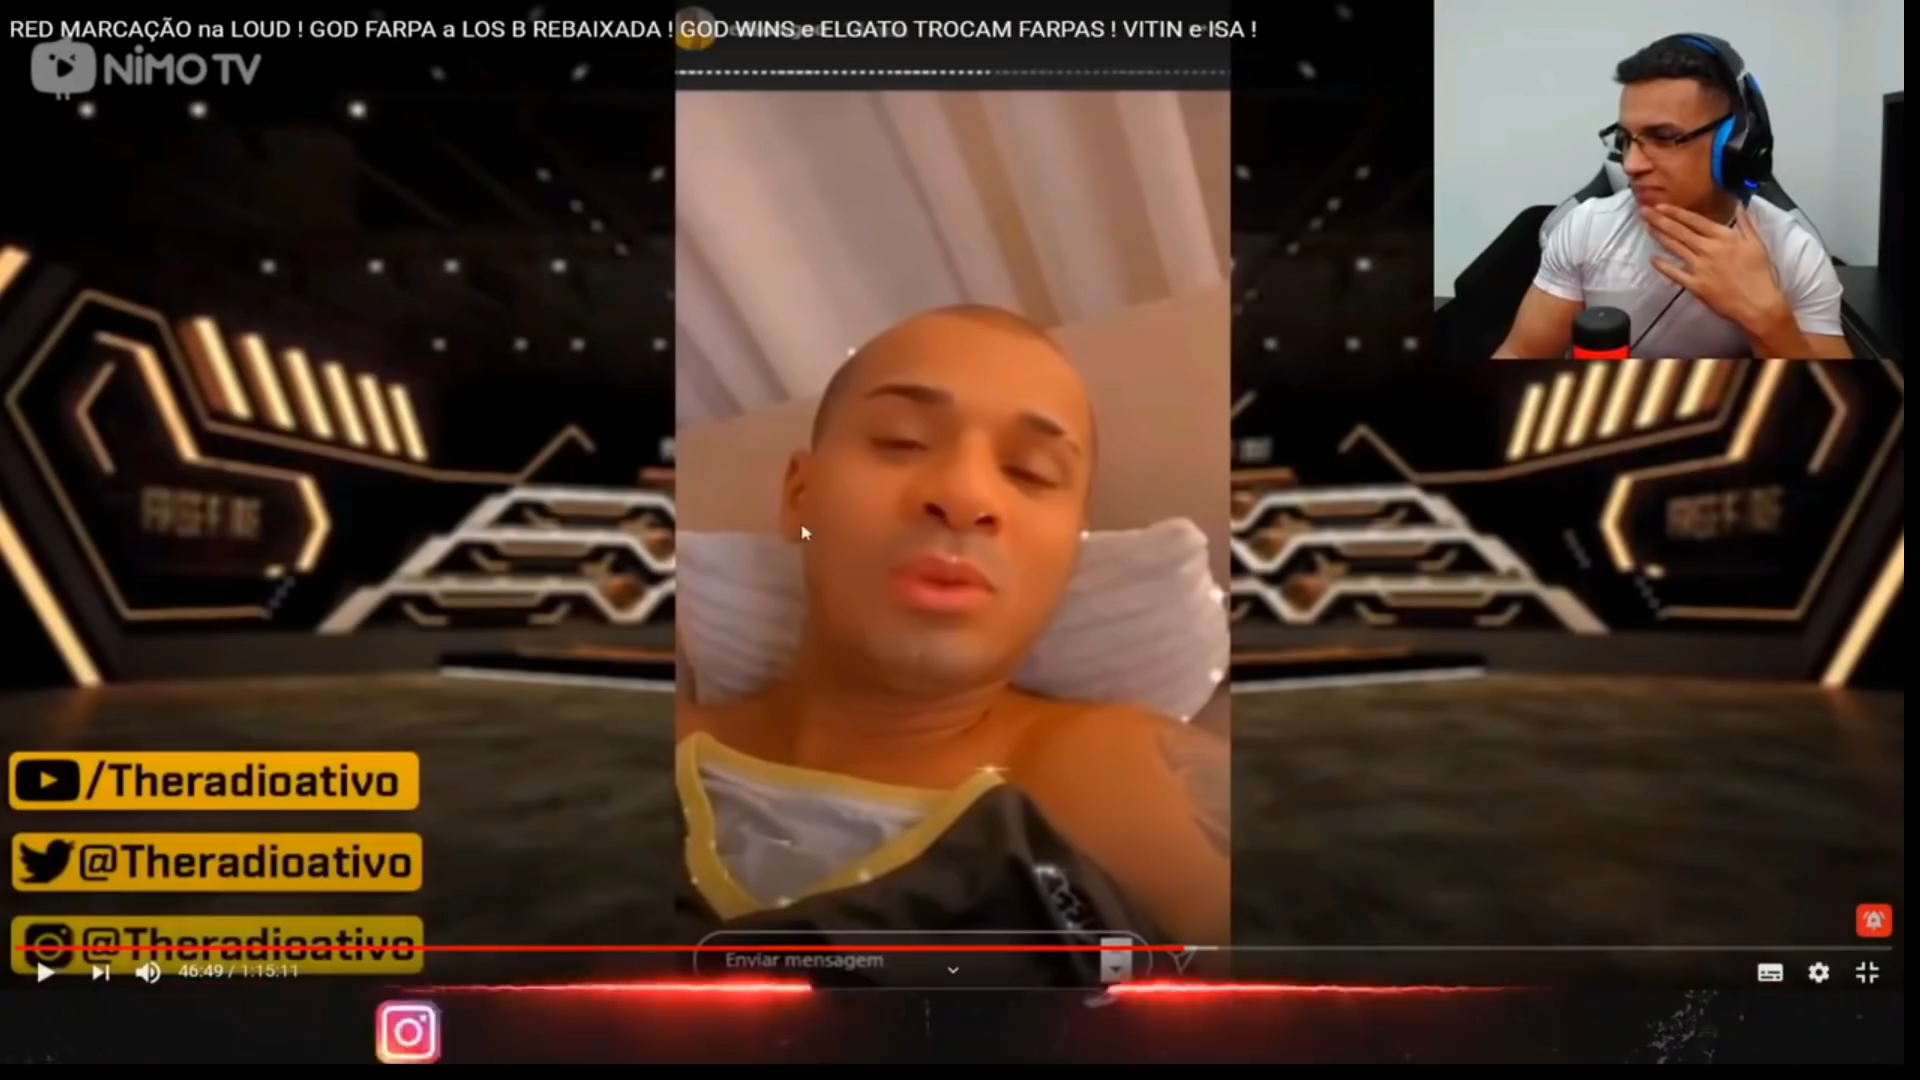 RED MARCAÇÃO na LOUD ! GOD FARPA a LOS B REBAIXADA ! GOD WINS e ELGATO TROCAM FARPAS ! VITIN e ISA !
NiMO TV
/Theradioativo
@Theradioativo
@Theradioativo
Enviar mensagem
46:49 / 1:15:11